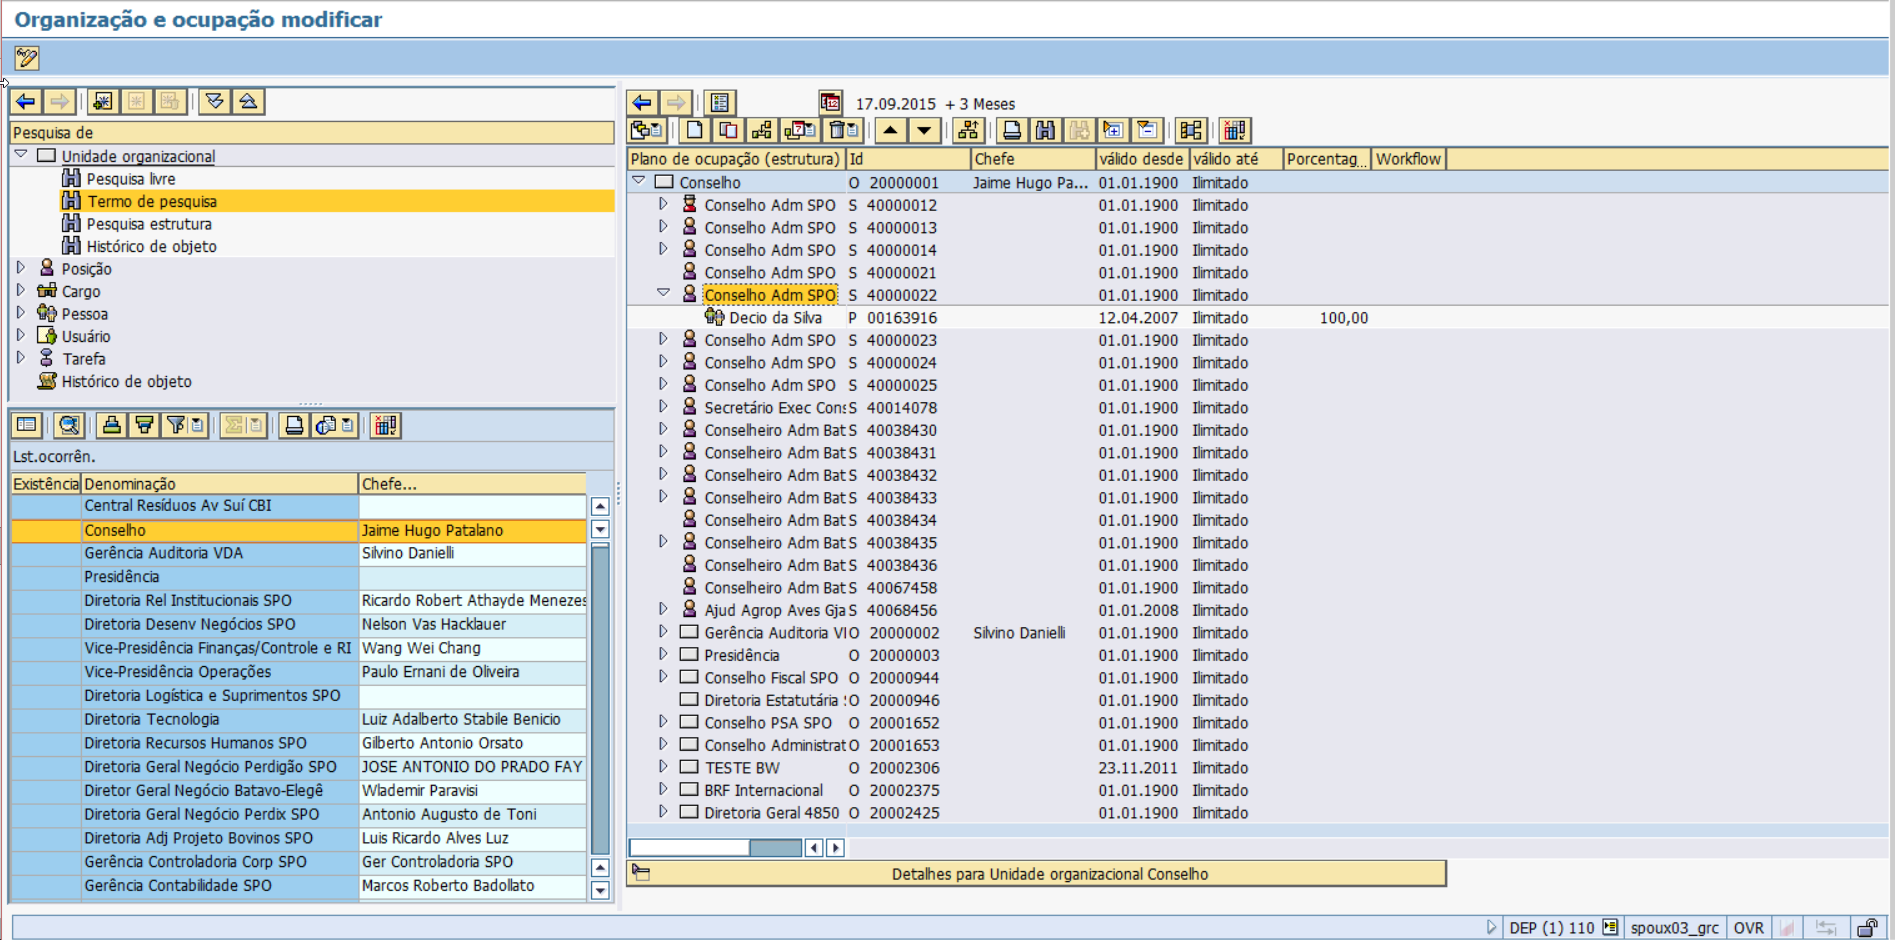 Organização e ocupação modificar
Pesquisa de
Unidade organizacional
Pesquisa livre
Termo de pesquisa
Pesquisa estrutura
Histórico de objeto
Posição
Cargo
Pessoa
Usuário
Tarefa
Histórico de objeto
Lst.ocorrên.
Existência Denominação Chefe...
Central Resíduos Av Suí CBI
Conselho Jaime Hugo Patalano
Gerência Auditoria VDA Silvino Danielli
Presidência
Diretoria Rel Institucionais SPO Ricardo Robert Athayde Menezes
Diretoria Desenv Negócios SPO Nelson Vas Hacklauer
Vice-Presidência Finanças/Controle e RI Wang Wei Chang
Vice-Presidência Operações Paulo Ernani de Oliveira
Diretoria Logística e Suprimentos SPO
Diretoria Tecnologia Luiz Adalberto Stabile Benicio
Diretoria Recursos Humanos SPO Gilberto Antonio Orsato
Diretoria Geral Negócio Perdigão SPO JOSE ANTONIO DO PRADO FAY
Diretor Geral Negócio Batavo-Elegê Wlademir Paravisi
Diretoria Geral Negócio Perdix SPO Antonio Augusto de Toni
Diretoria Adj Projeto Bovinos SPO Luis Ricardo Alves Luz
Gerência Controladoria Corp SPO Ger Controladoria SPO
Gerência Contabilidade SPO Marcos Roberto Badollato
17.09.2015 + 3 Meses
Plano de ocupação (estrutura) Id Chefe válido desde válido até Porcentag... Workflow
Conselho O 20000001 Jaime Hugo Pa... 01.01.1900 Ilimitado
Conselho Adm SPO S 40000012 01.01.1900 Ilimitado
Conselho Adm SPO S 40000013 01.01.1900 Ilimitado
Conselho Adm SPO S 40000014 01.01.1900 Ilimitado
Conselho Adm SPO S 40000021 01.01.1900 Ilimitado
Conselho Adm SPO S 40000022 01.01.1900 Ilimitado
Decio da Silva P 00163916 12.04.2007 Ilimitado 100,00
Conselho Adm SPO S 40000023 01.01.1900 Ilimitado
Conselho Adm SPO S 40000024 01.01.1900 Ilimitado
Conselho Adm SPO S 40000025 01.01.1900 Ilimitado
Secretário Exec Cons S 40014078 01.01.1900 Ilimitado
Conselheiro Adm Bat S 40038430 01.01.1900 Ilimitado
Conselheiro Adm Bat S 40038431 01.01.1900 Ilimitado
Conselheiro Adm Bat S 40038432 01.01.1900 Ilimitado
Conselheiro Adm Bat S 40038433 01.01.1900 Ilimitado
Conselheiro Adm Bat S 40038434 01.01.1900 Ilimitado
Conselheiro Adm Bat S 40038435 01.01.1900 Ilimitado
Conselheiro Adm Bat S 40038436 01.01.1900 Ilimitado
Conselheiro Adm Bat S 40067458 01.01.1900 Ilimitado
Ajud Agrop Aves Gja S 40068456 01.01.2008 Ilimitado
Gerência Auditoria O 20000002 Silvino Danielli 01.01.1900 Ilimitado
Presidência O 20000003 01.01.1900 Ilimitado
Conselho Fiscal SPO O 20000944 01.01.1900 Ilimitado
Diretoria Estatutária O 20000946 01.01.1900 Ilimitado
Conselho PSA SPO O 20001652 01.01.1900 Ilimitado
Conselho Administrat O 20001653 01.01.1900 Ilimitado
TESTE BW O 20002306 23.11.2011 Ilimitado
BRF Internacional O 20002375 01.01.1900 Ilimitado
Diretoria Geral 4850 O 20002425 01.01.1900 Ilimitado
Detalhes para Unidade organizacional Conselho
DEP (1) 110 spoux03_grc OVR